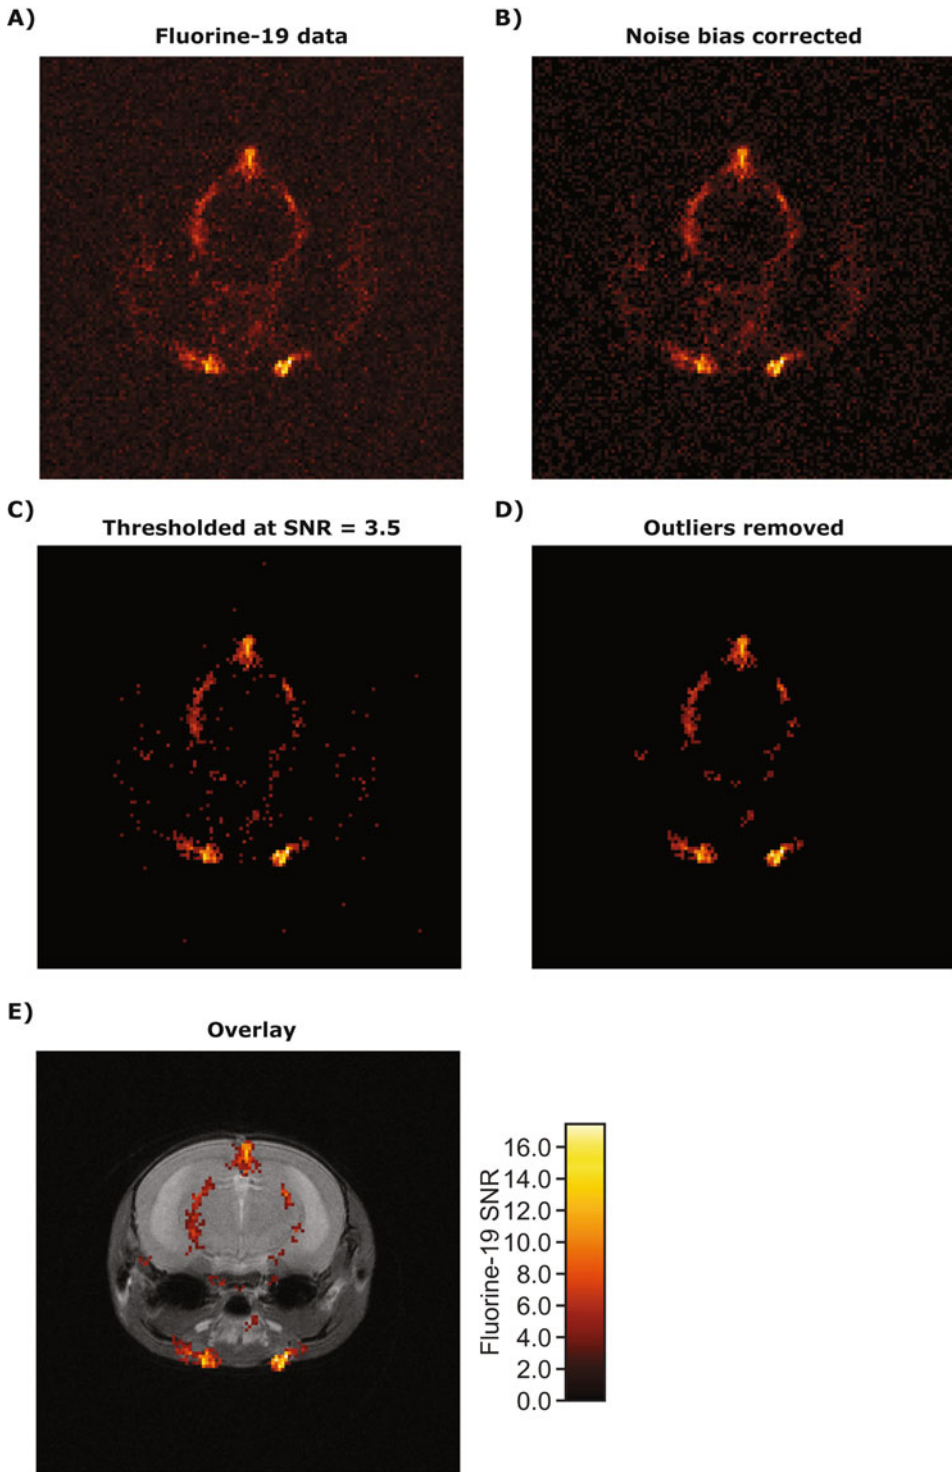 A)
Fluorine-19 data
B)
Noise bias corrected
C)
Thresholded at SNR = 3.5
D)
Outliers removed
E)
Overlay
Fluorine-19 SNR
16.0
14.0
12.0
10.0
8.0
6.0
4.0
2.0
0.0